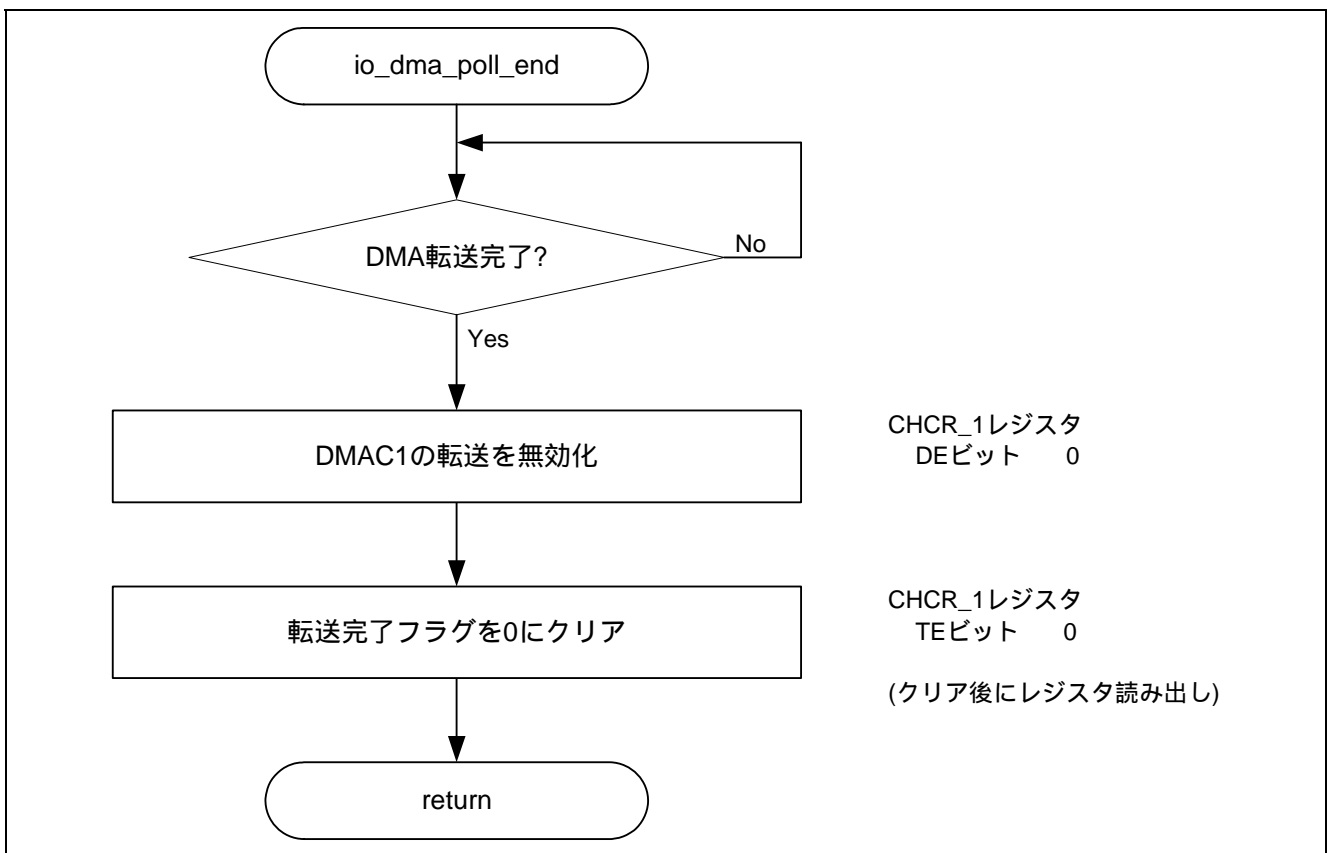 io_dma_poll_end
DMA転送完了?
No
Yes
DMAC1の転送を無効化
CHCR_1レジスタ
DEビット 0
転送完了フラグを0にクリア
CHCR_1レジスタ
TEビット 0
(クリア後にレジスタ読み出し)
return